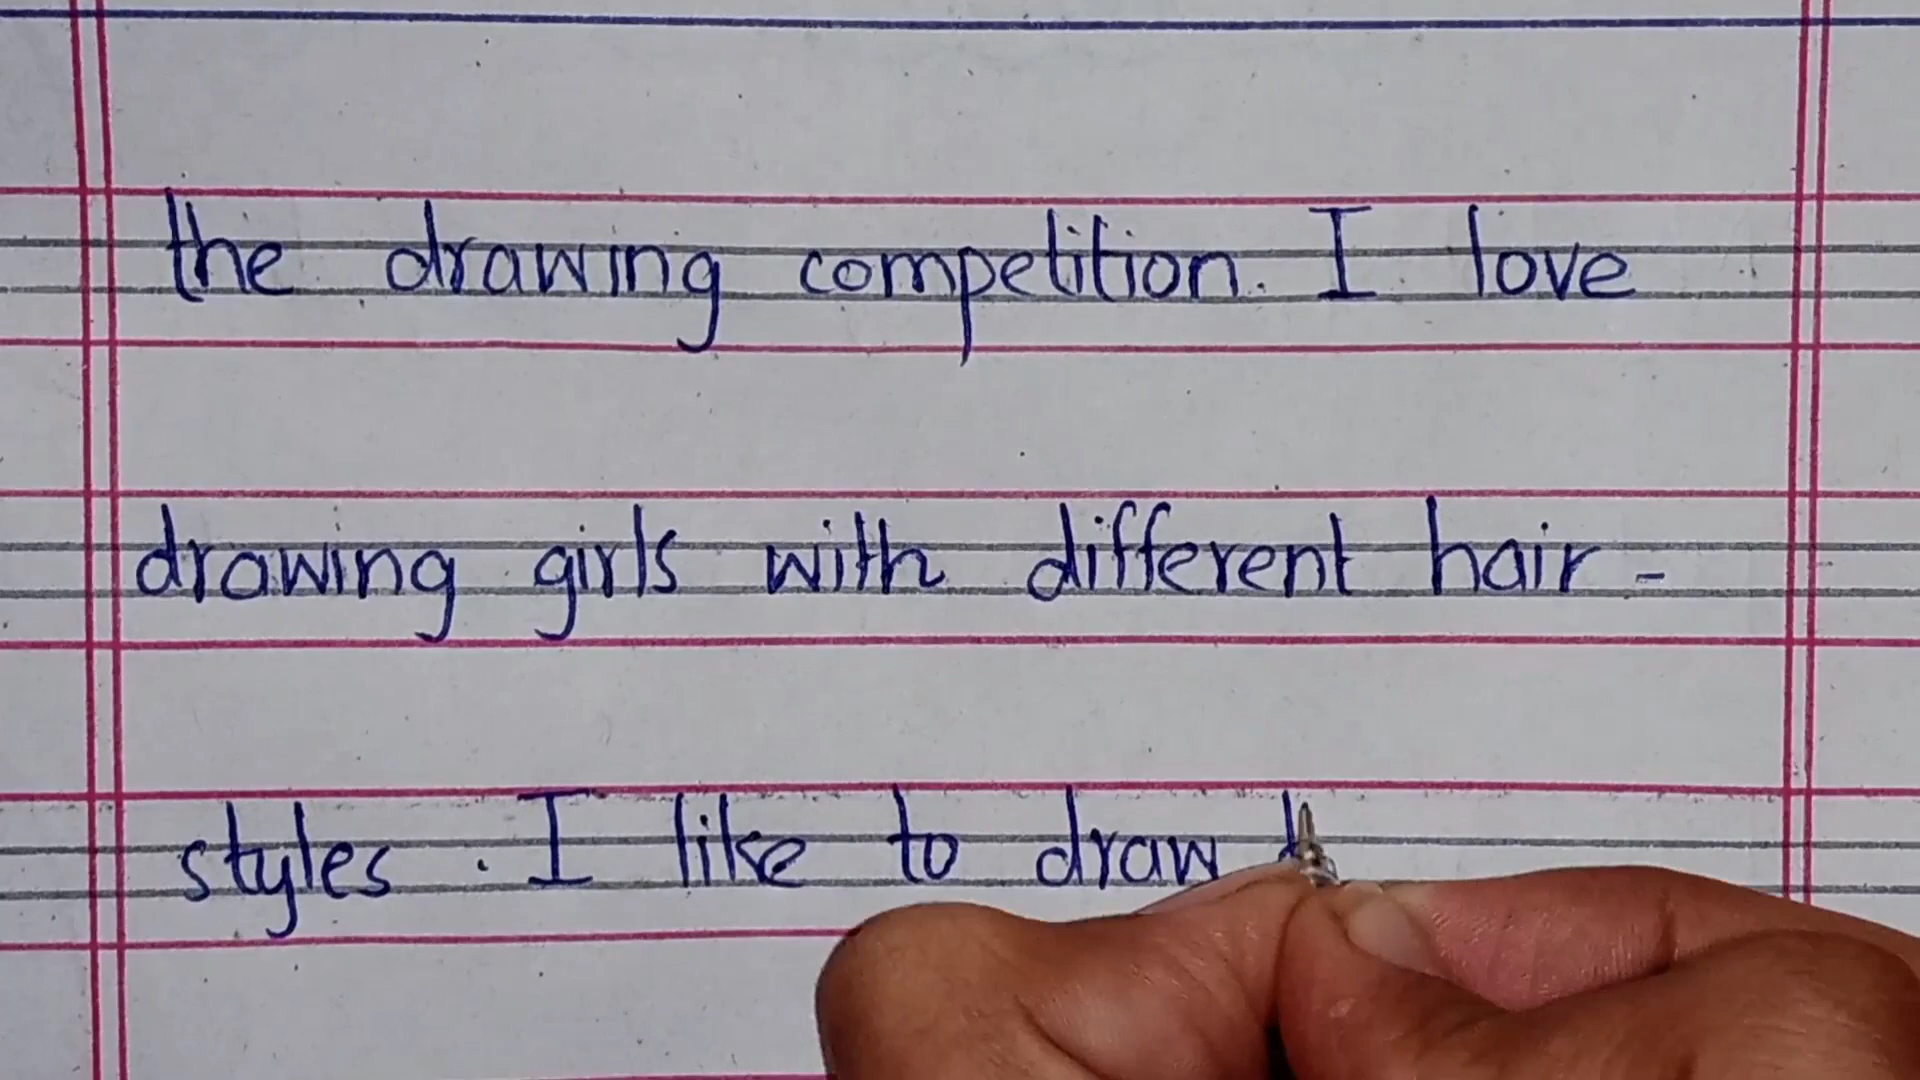 the drawing competition. I love
drawing girls with different hair-
styles. I like to draw